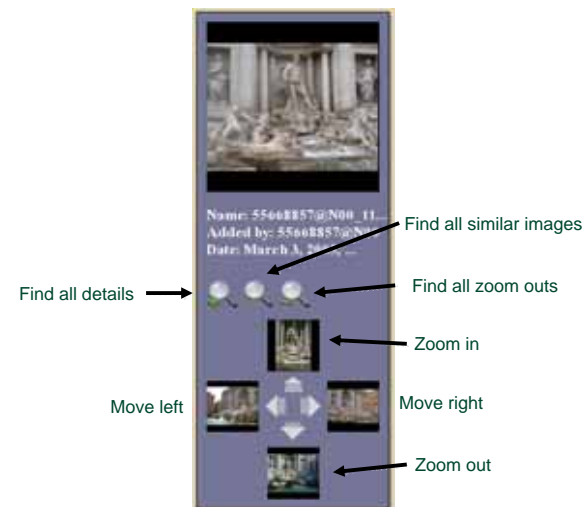 Name: 55668857@N00_11...
Added by: 55668857@N00
Date: March 3,
Find all similar images
Find all details
Find all zoom outs
Zoom in
Move left
Move right
Zoom out